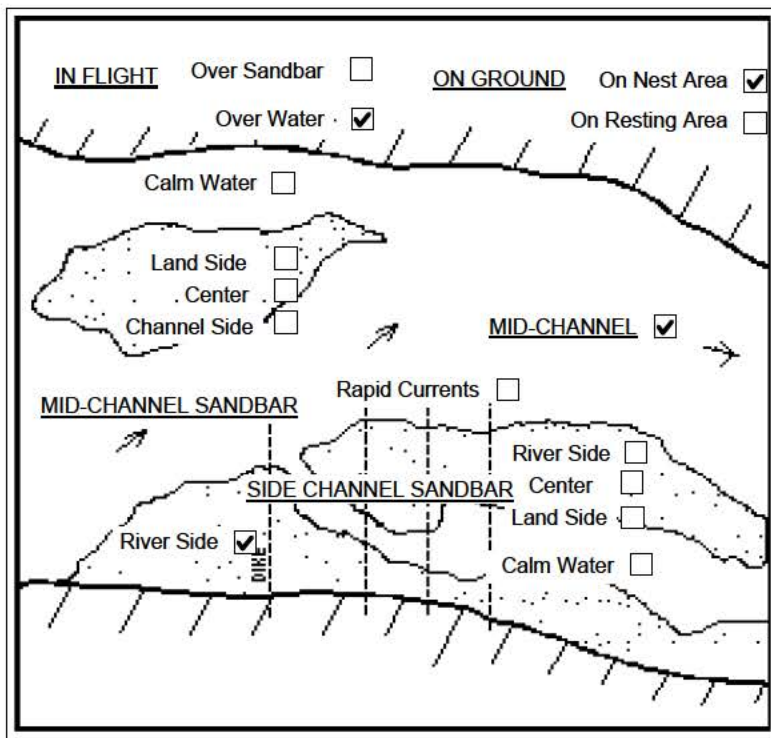 IN FLIGHT Over Sandbar ON GROUND On Nest Area
Over Water On Resting Area
Calm Water
Land Side
Center
Channel Side
MID-CHANNEL
Rapid Currents
MID-CHANNEL SANDBAR
River Side
SIDE CHANNEL SANDBAR Center
Land Side
River Side
DIKE
Calm Water